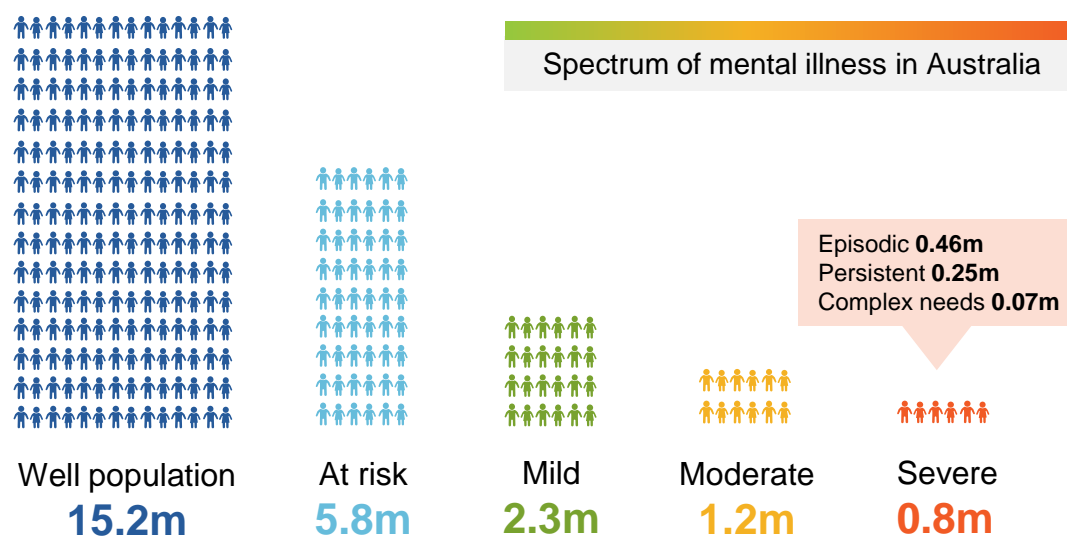 Spectrum of mental illness in Australia
Episodic 0.46m
Persistent 0.25m
Complex needs 0.07m
Well population
15.2m
At risk
5.8m
Mild
2.3m
Moderate
1.2m
Severe
0.8m